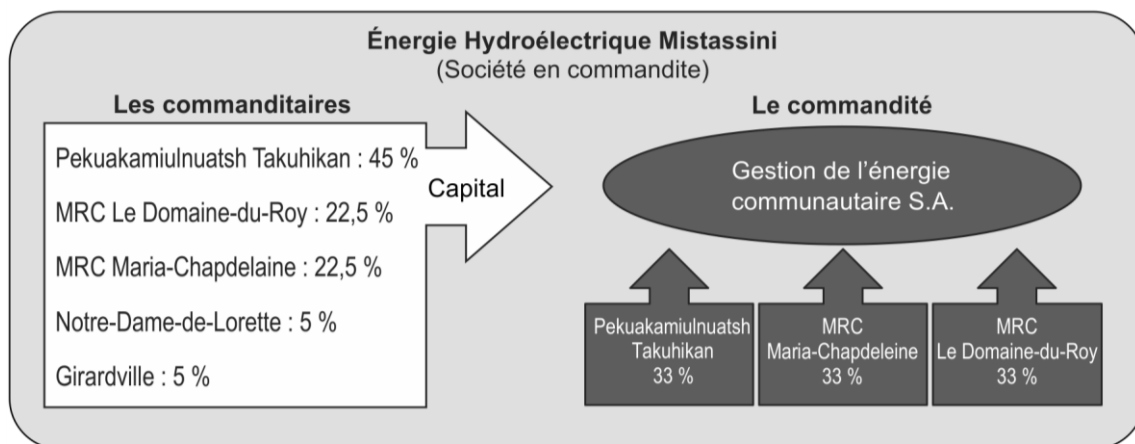 Énergie Hydroélectrique Mistassini
(Société en commandite)
Les commanditaires
Pekuakamiulnuatsh Takuhikan : 45 %
MRC Le Domaine-du-Roy : 22,5 %
MRC Maria-Chapdelaine : 22,5 %
Notre-Dame-de-Lorette : 5 %
Girardville : 5 %
Capital
Le commandité
Gestion de l'énergie
communautaire S.A.
Pekuakamiulnuatsh
Takuhikan
33 %
MRC
Maria-Chapdeleine
33 %
MRC
Le Domaine-du-Roy
33 %